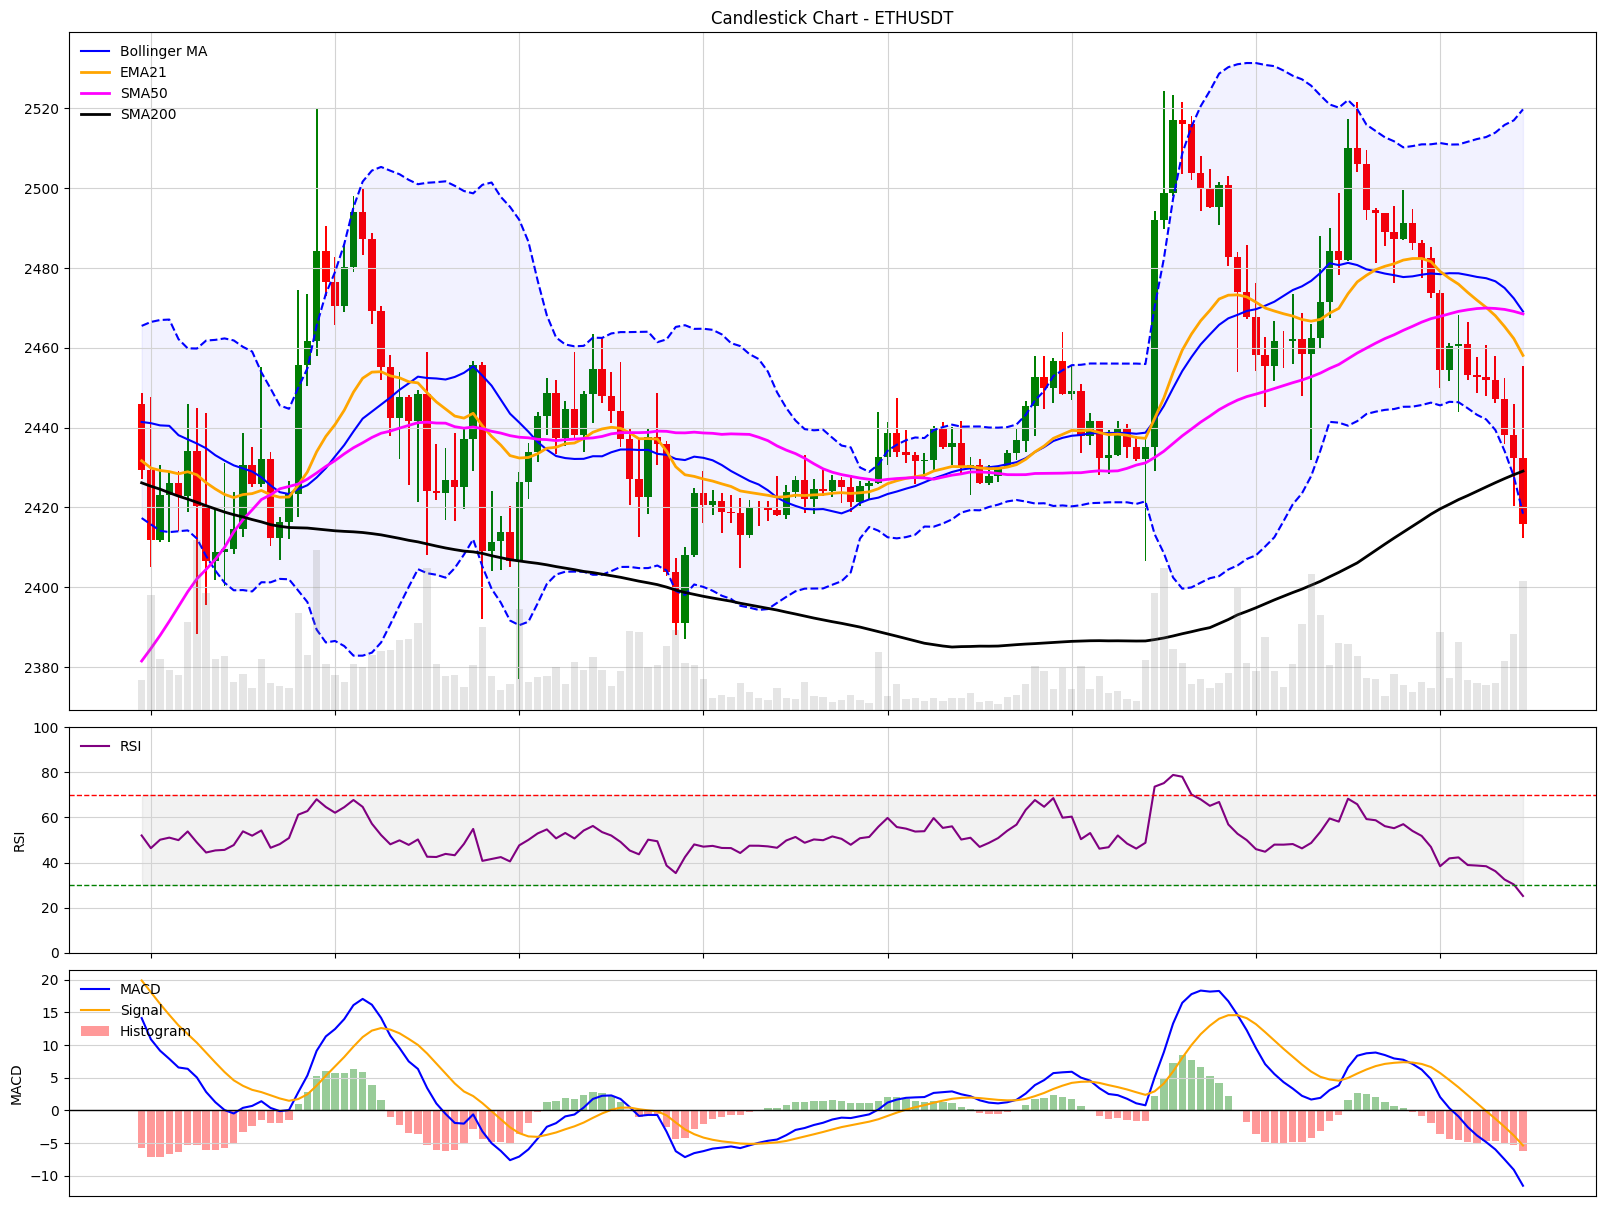 Candlestick Chart - ETHUSDT
Bollinger MA
EMA21
SMA50
SMA200
2520
2500
2480
2460
2440
2420
2400
2380
RSI
100
80
60
40
20
0
RSI
MACD
Signal
Histogram
20
15
10
5
0
−5
−10
MACD